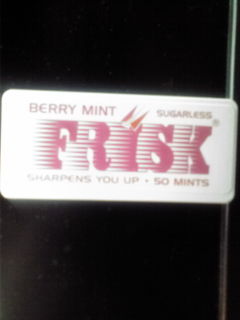 BERRY MINT SUGARLESS
FRISK®
SHARPENS YOU UP • 50 MINTS